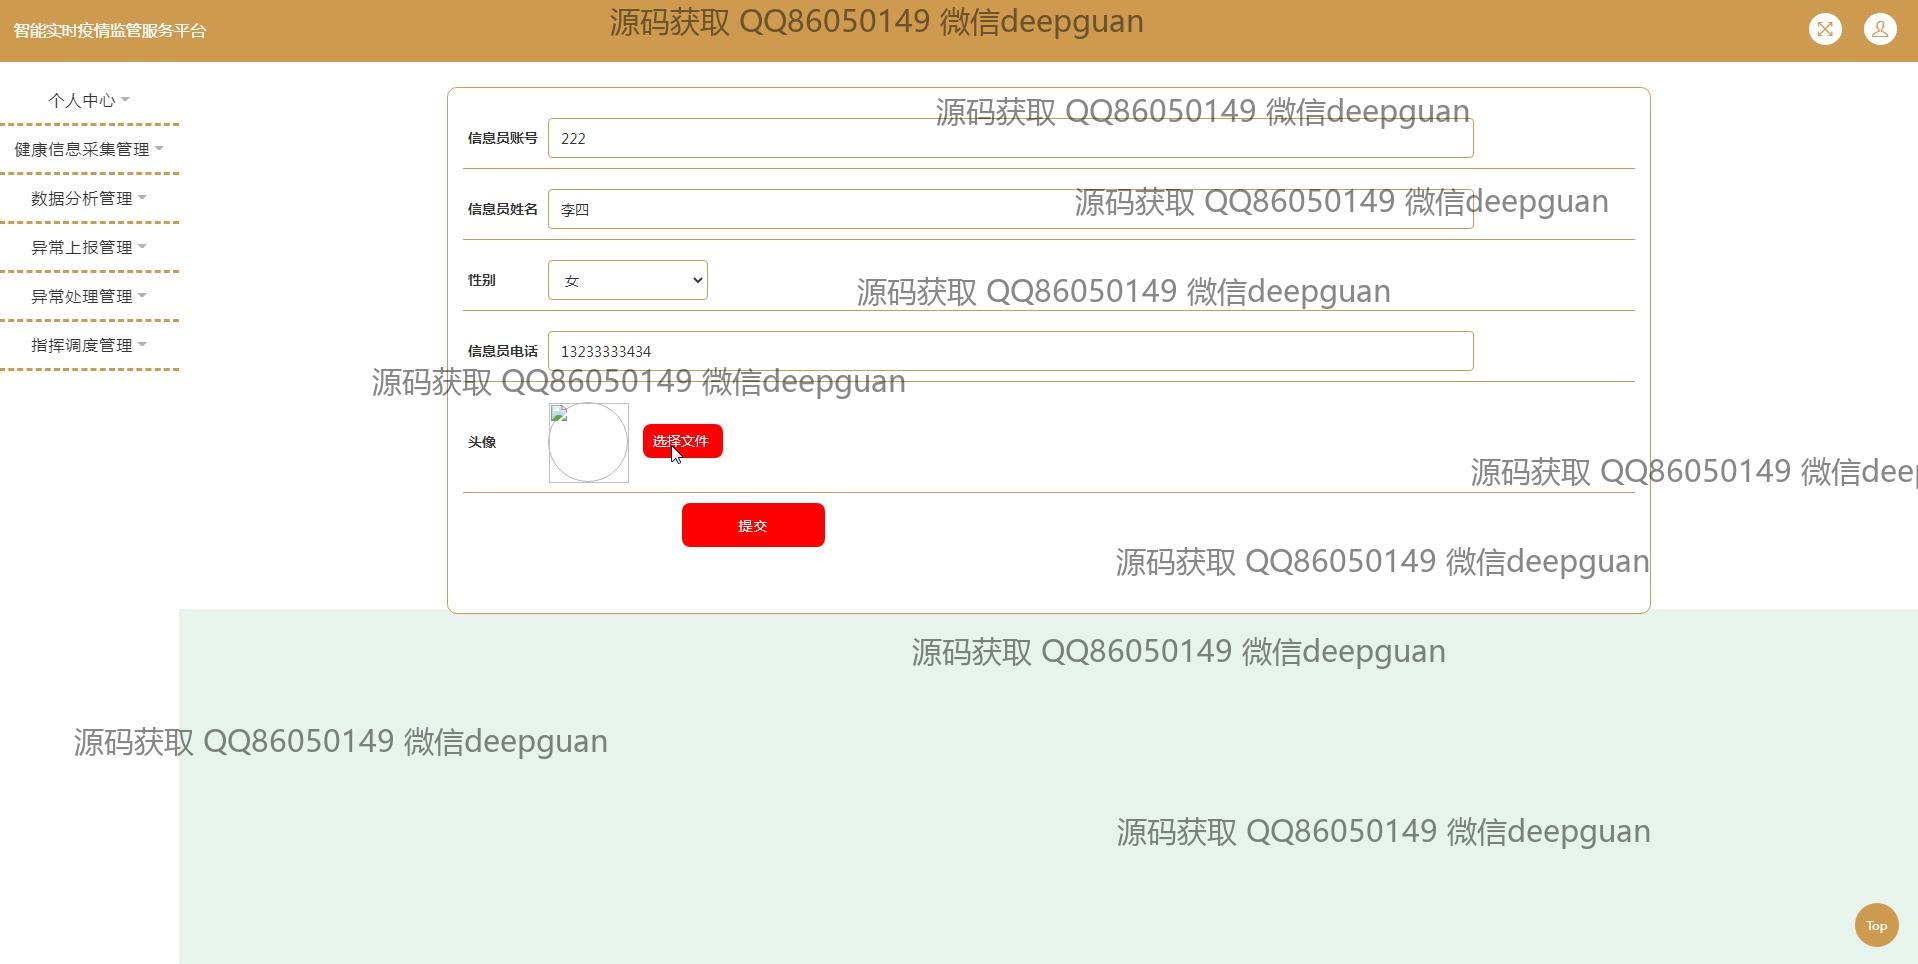 智能实时疫情监管服务平台
源码获取 QQ86050149 微信deepguan
个人中心
健康信息采集管理
数据分析管理
异常上报管理
异常处理管理
指挥调度管理
源码获取 QQ86050149 微信deepguan
信息员账号 222
源码获取 QQ86050149 微信deepguan
信息员姓名 李四
性别 女
源码获取 QQ86050149 微信deepguan
信息员电话 13233333434
源码获取 QQ86050149 微信deepguan
头像 选择文件
源码获取 QQ86050149 微信deep
提交
源码获取 QQ86050149 微信deepguan
源码获取 QQ86050149 微信deepguan
源码获取 QQ86050149 微信deepguan
源码获取 QQ86050149 微信deepguan
Top